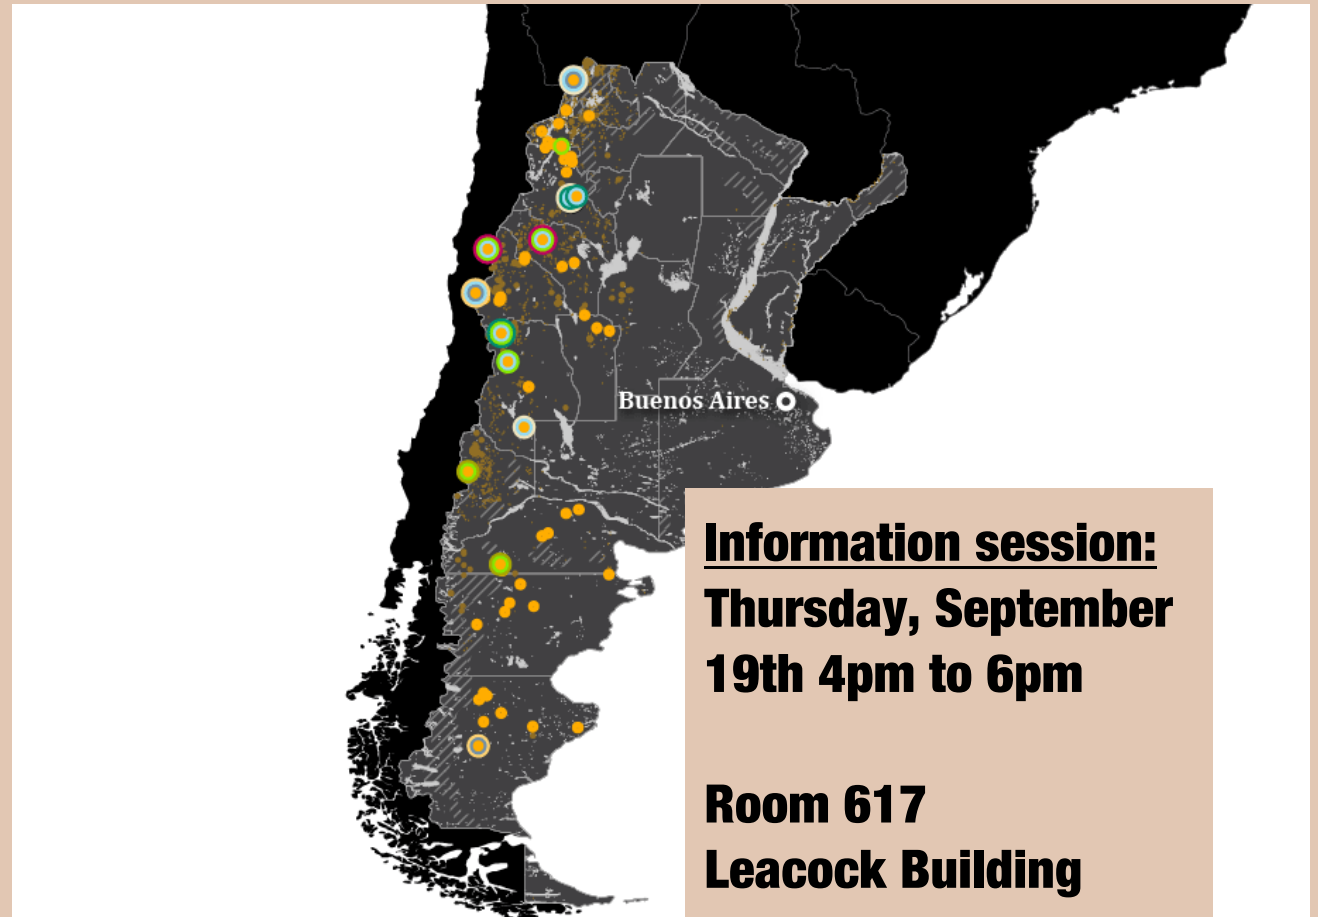 Buenos Aires
Information session:
Thursday, September
19th 4pm to 6pm
Room 617
Leacock Building